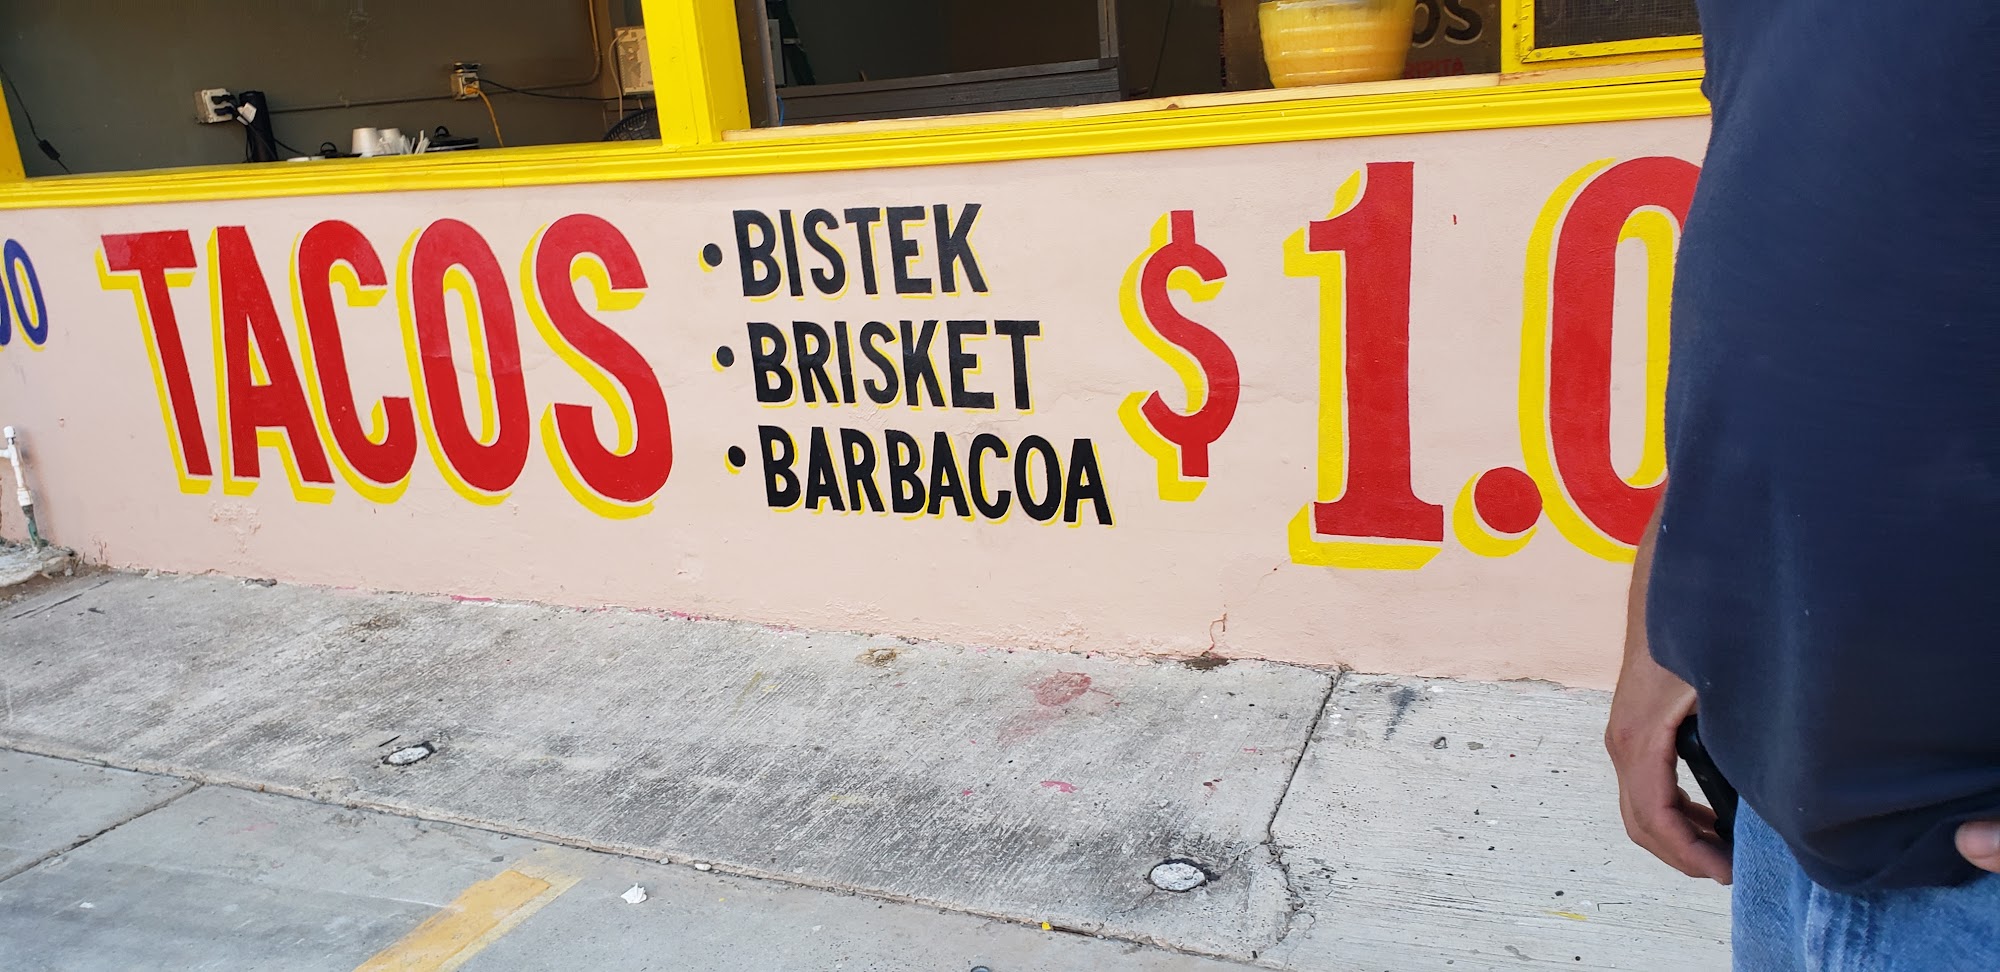 TACOS
• BISTEK
• BRISKET
• BARBACOA
$1.0